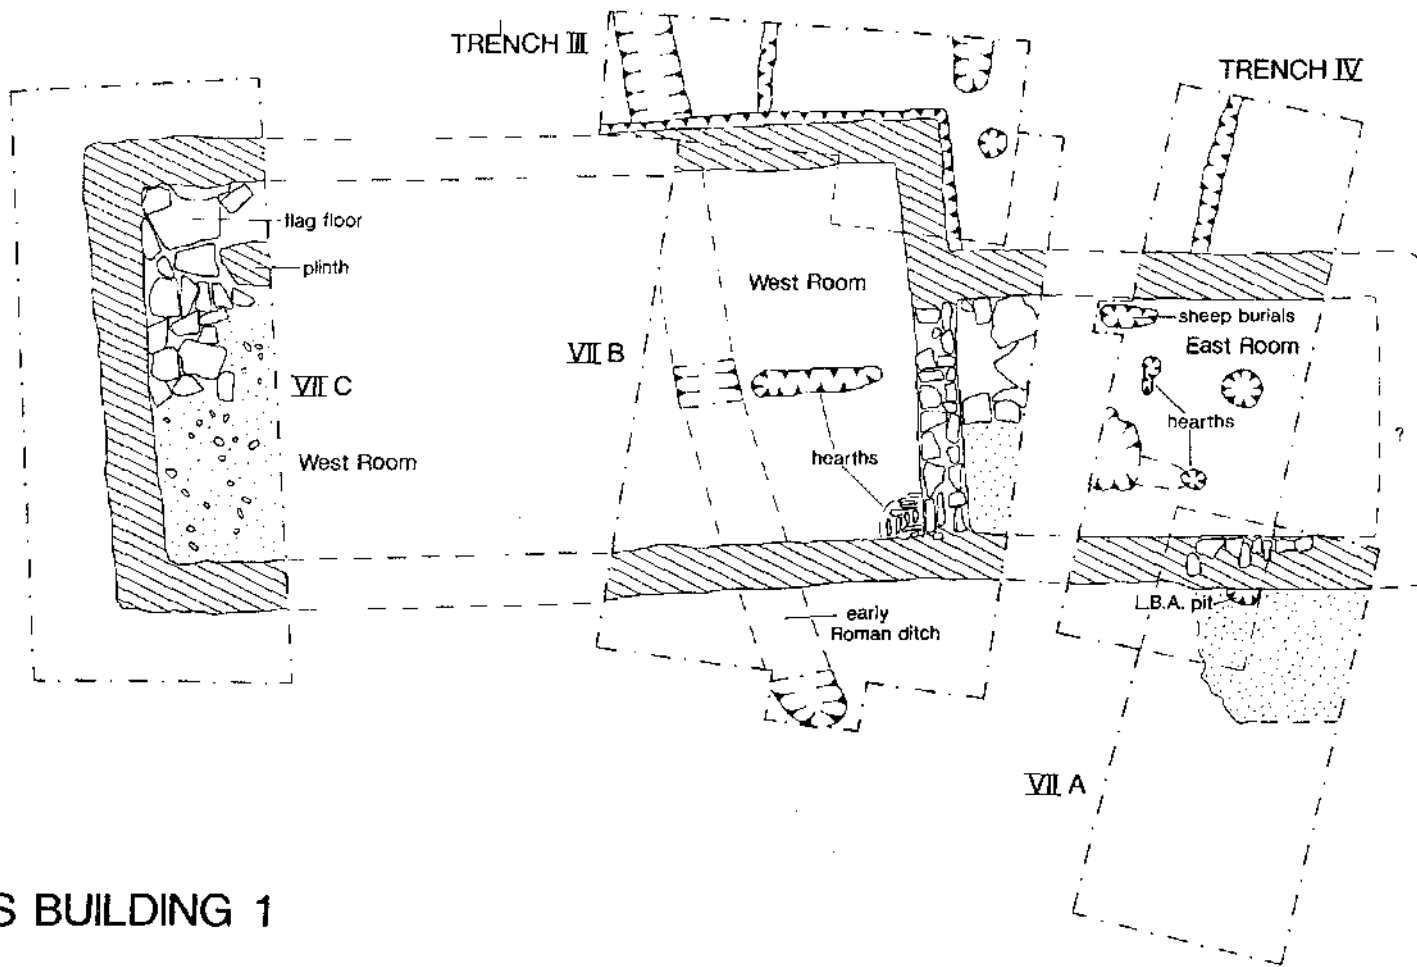 TRENCH III
TRENCH IV
flag floor
plinth
West Room
sheep burials
East Room
VII B
VII C
hearths
?
West Room
hearths
L.B.A. pit
early
Roman ditch
VII A
S BUILDING 1